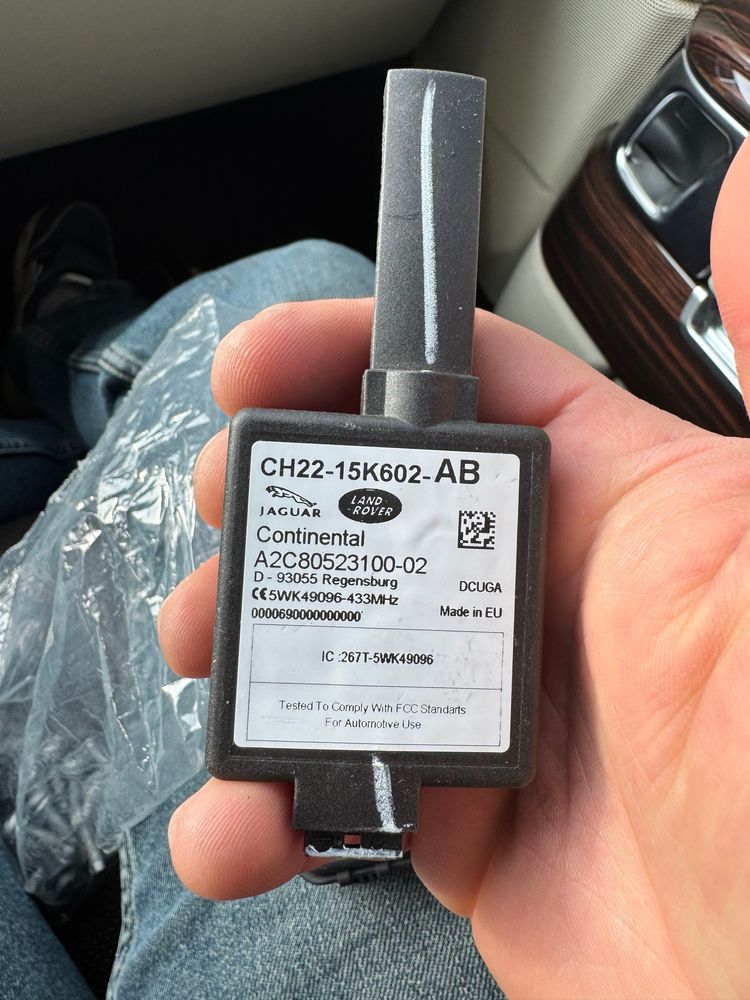 CH22-15K602-AB
JAGUAR
LAND-
-ROVER
Continental
A2C80523100-02
D - 93055 Regensburg
DCUGA
CE 5WK49096-433MHz
Made in EU
0000690000000000
IC :267T-5WK49096
Tested To Comply With FCC Standarts
For Automotive Use